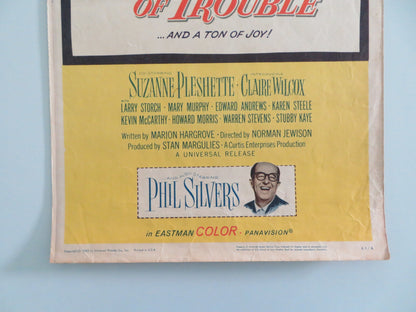 OF TROUBLE
...AND A TON OF JOY!
SUZANNE PLESHETTE · CLAIRE WILCOX
LARRY STORCH · MARY MURPHY · EDWARD ANDREWS · KAREN STEELE
KEVIN McCARTHY · HOWARD MORRIS · WARREN STEVENS · STUBBY KAYE
Written by MARION HARGROVE · Directed by NORMAN JEWISON
Produced by STAN MARGULIES · A Curtis Enterprises Production
A UNIVERSAL RELEASE
PHIL SILVERS
in EASTMAN COLOR · PANAVISION®